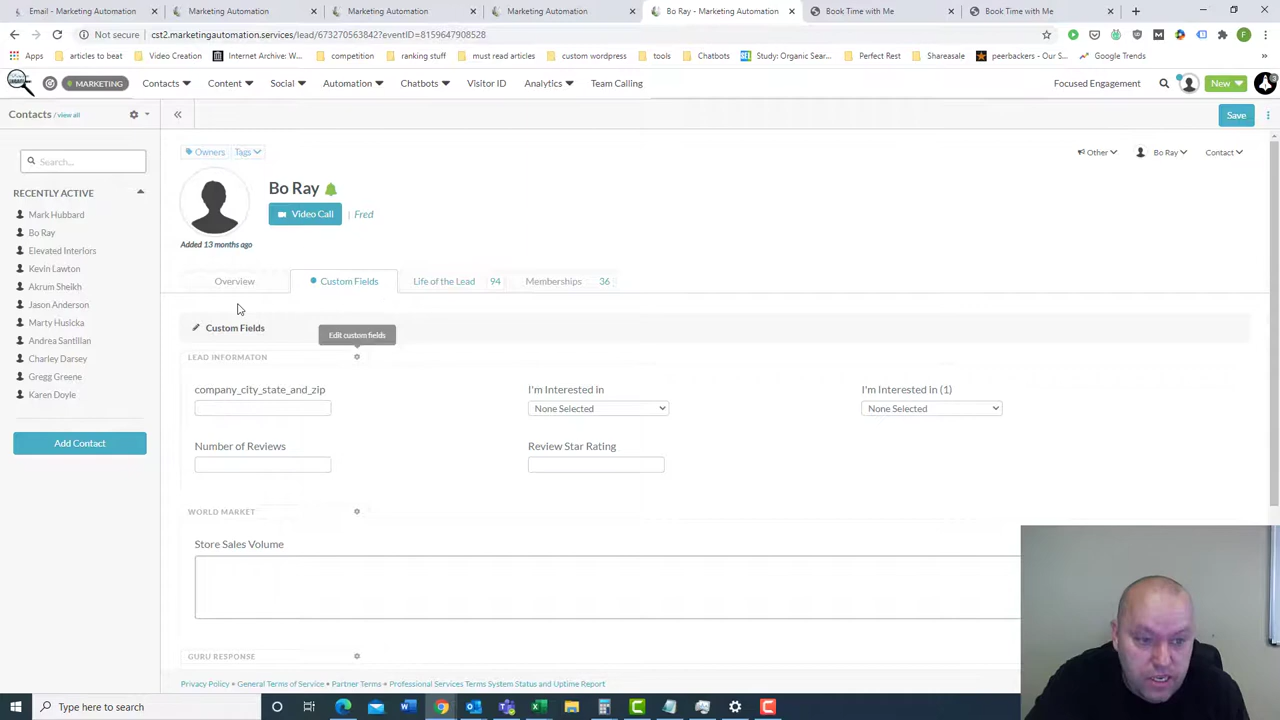 Email Automation
Marketing Automation
Marketing Automation
Marketing Automation
Bo Ray - Marketing Automation
Book Time with Me
Book Time with Me
Not secure | cst2.marketingautomation.services/lead/673270563842?eventID=8159647908528
Apps articles to beat Video Creation Internet Archive: W... competition ranking stuff must read articles custom wordpress tools Chatbots Study: Organic Sear... Perfect Rest Shareasale peerbackers - Our S... Google Trends
MARKETING Contacts Content Social Automation Chatbots Visitor ID Analytics Team Calling Focused Engagement New
Contacts / view all
Save
Search...
RECENTLY ACTIVE
Mark Hubbard
Bo Ray
Elevated Interiors
Kevin Lawton
Akrum Sheikh
Jason Anderson
Marty Husicka
Andrea Santillan
Charley Darsey
Gregg Greene
Karen Doyle
Add Contact
Owners Tags
Other Bo Ray Contact
Bo Ray
Video Call | Fred
Added 13 months ago
Overview Custom Fields Life of the Lead 94 Memberships 36
Custom Fields
Edit custom fields
LEAD INFORMATON
company_city_state_and_zip I'm Interested in I'm Interested in (1)
None Selected None Selected
Number of Reviews Review Star Rating
WORLD MARKET
Store Sales Volume
GURU RESPONSE
Privacy Policy • General Terms of Service • Partner Terms • Professional Services Terms System Status and Uptime Report
Type here to search